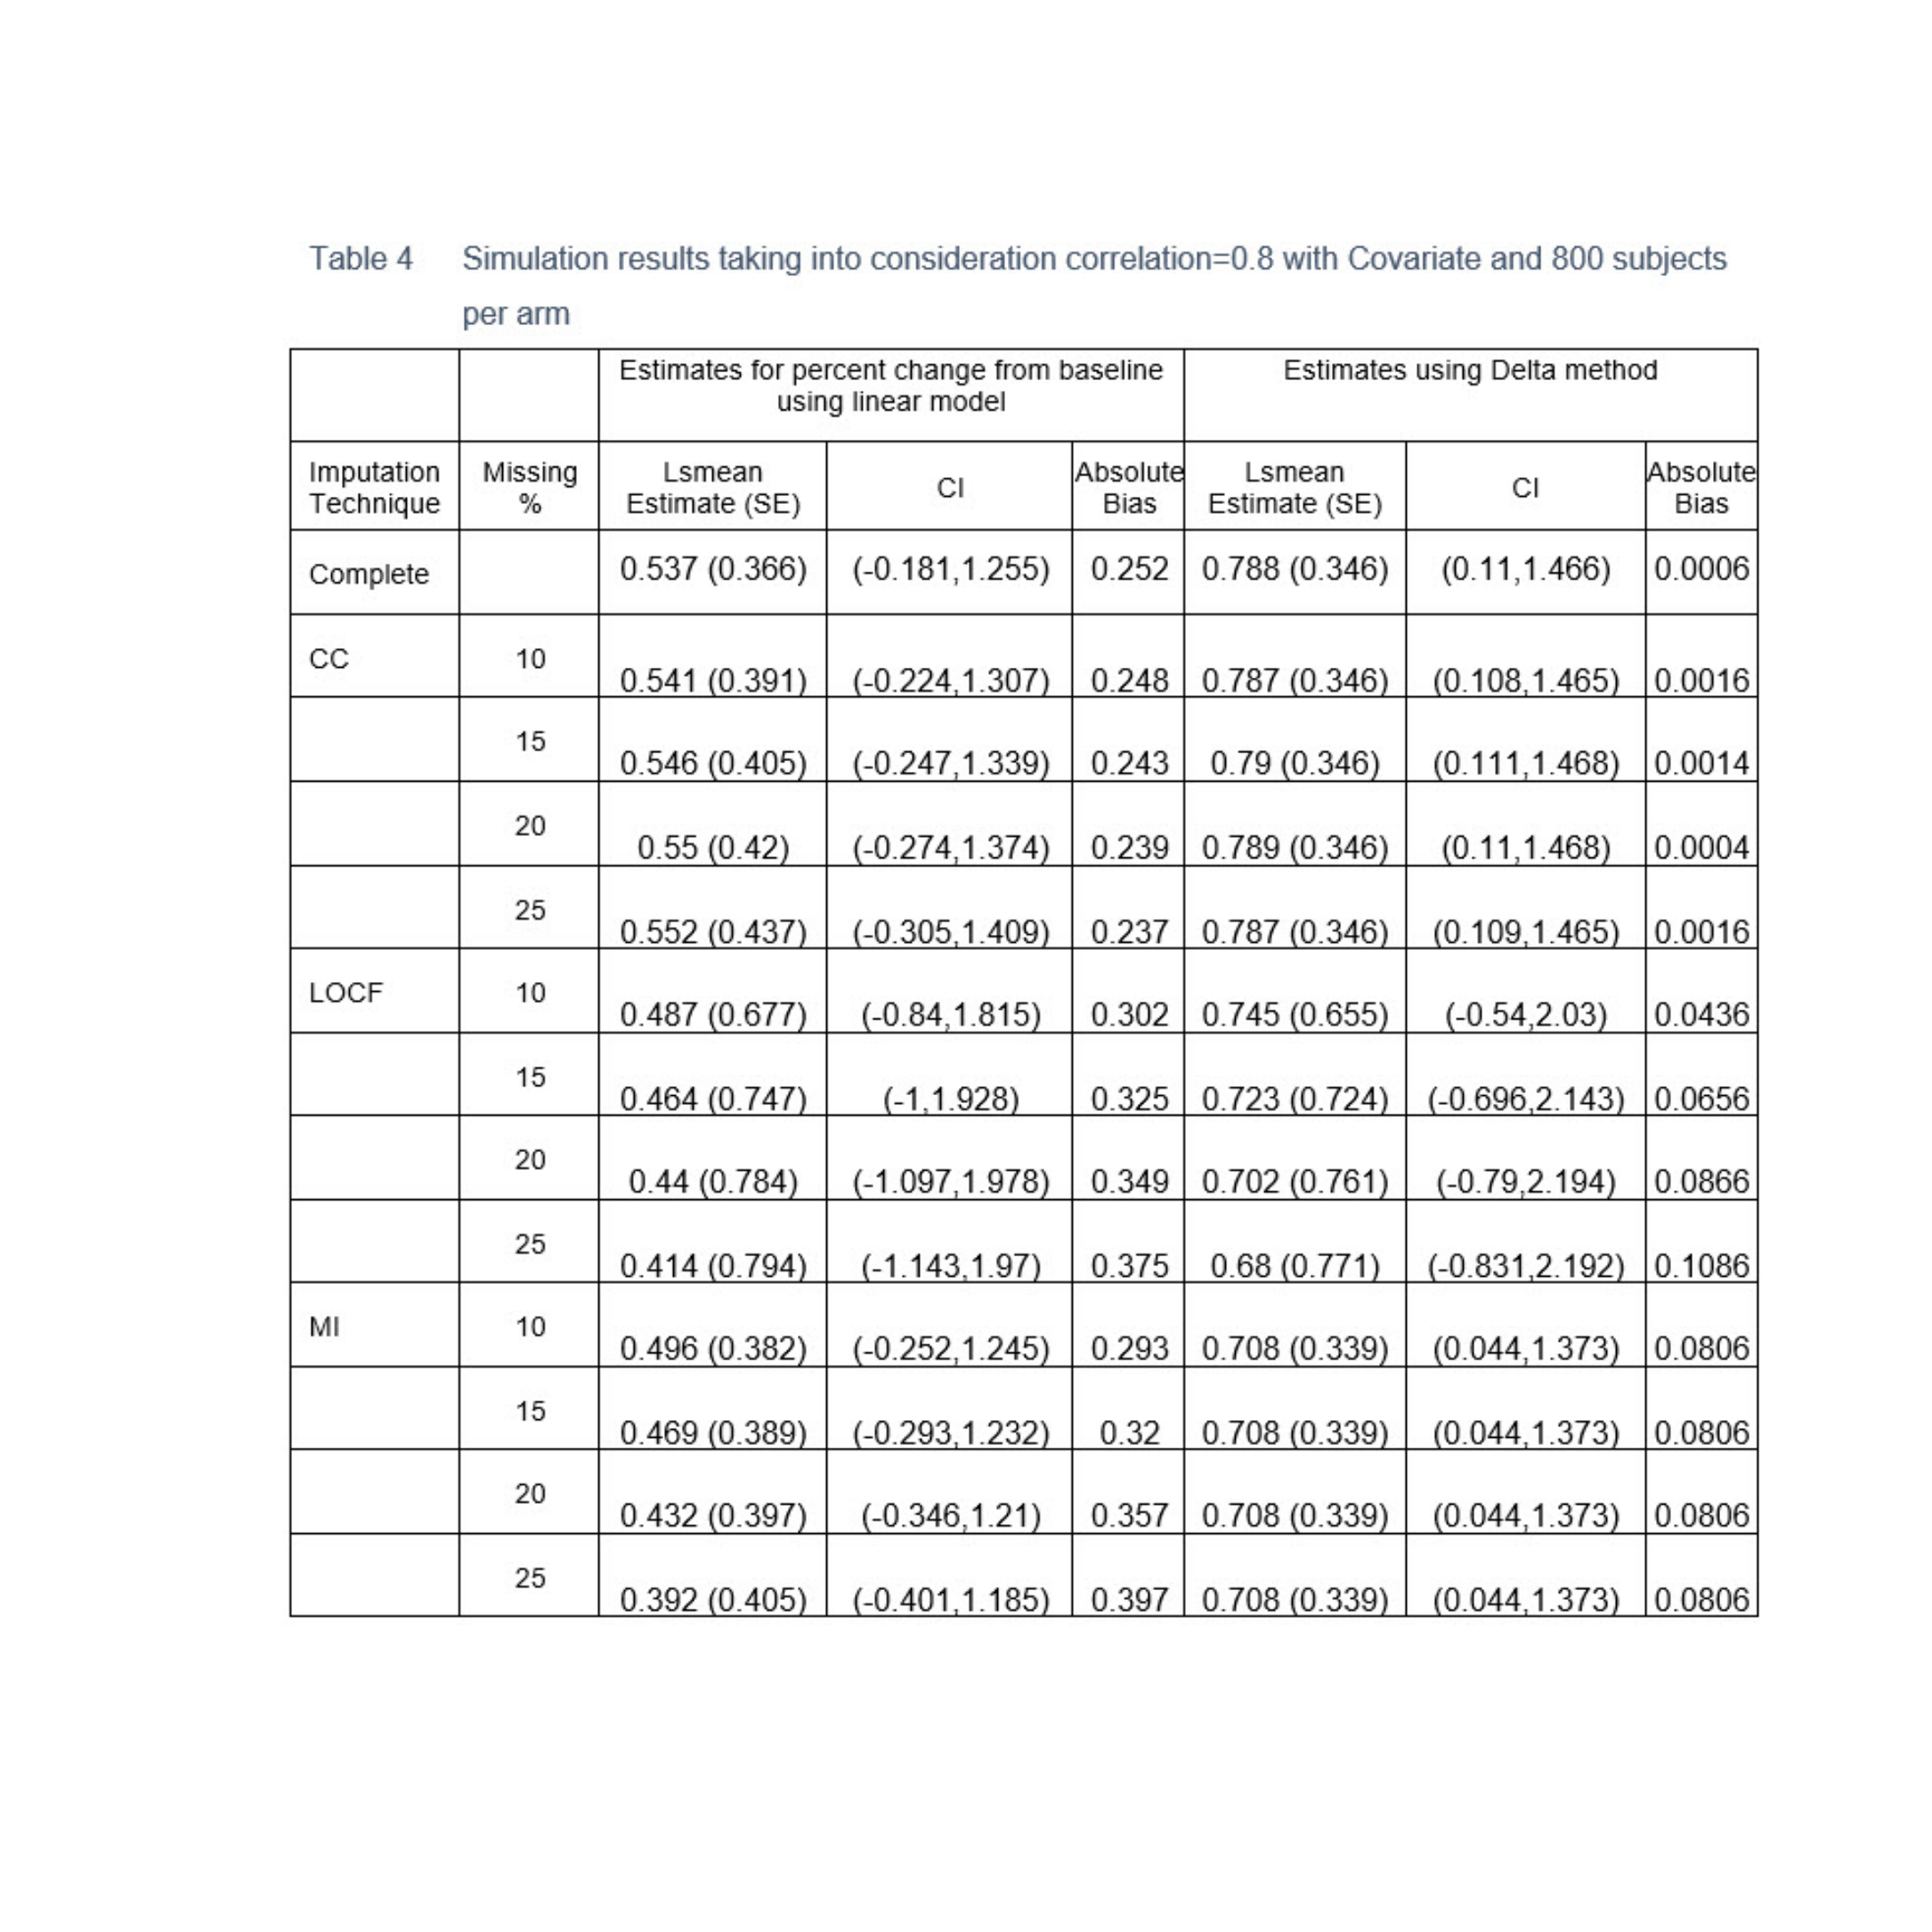 Table 4 Simulation results taking into consideration correlation=0.8 with Covariate and 800 subjects
per arm
Estimates for percent change from baseline Estimates using Delta method
using linear model
Imputation Missing Lsmean CI Absolute Lsmean CI Absolute
Technique % Estimate (SE) Bias Estimate (SE) Bias
Complete 0.537 (0.366) (-0.181,1.255) 0.252 0.788 (0.346) (0.11,1.466) 0.0006
CC 10 0.541 (0.391) (-0.224,1.307) 0.248 0.787 (0.346) (0.108,1.465) 0.0016
15 0.546 (0.405) (-0.247,1.339) 0.243 0.79 (0.346) (0.111,1.468) 0.0014
20 0.55 (0.42) (-0.274,1.374) 0.239 0.789 (0.346) (0.11,1.468) 0.0004
25 0.552 (0.437) (-0.305,1.409) 0.237 0.787 (0.346) (0.109,1.465) 0.0016
LOCF 10 0.487 (0.677) (-0.84,1.815) 0.302 0.745 (0.655) (-0.54,2.03) 0.0436
15 0.464 (0.747) (-1,1.928) 0.325 0.723 (0.724) (-0.696,2.143) 0.0656
20 0.44 (0.784) (-1.097,1.978) 0.349 0.702 (0.761) (-0.79,2.194) 0.0866
25 0.414 (0.794) (-1.143,1.97) 0.375 0.68 (0.771) (-0.831,2.192) 0.1086
MI 10 0.496 (0.382) (-0.252,1.245) 0.293 0.708 (0.339) (0.044,1.373) 0.0806
15 0.469 (0.389) (-0.293,1.232) 0.32 0.708 (0.339) (0.044,1.373) 0.0806
20 0.432 (0.397) (-0.346,1.21) 0.357 0.708 (0.339) (0.044,1.373) 0.0806
25 0.392 (0.405) (-0.401,1.185) 0.397 0.708 (0.339) (0.044,1.373) 0.0806